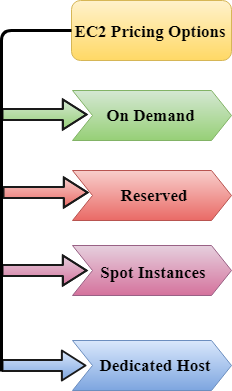 EC2 Pricing Options
On Demand
Reserved
Spot Instances
Dedicated Host